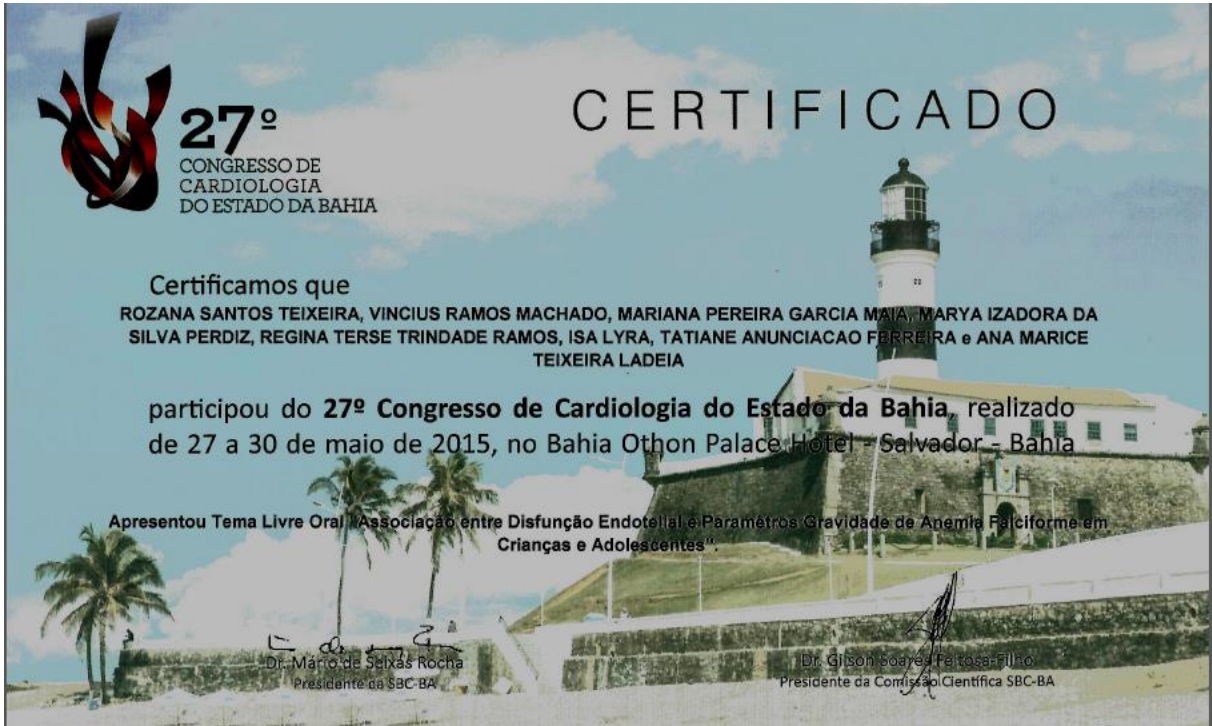 CERTIFICADO
27º
CONGRESSO DE
CARDIOLOGIA
DO ESTADO DA BAHIA
Certificamos que
ROZANA SANTOS TEIXEIRA, VINCIUS RAMOS MACHADO, MARIANA PEREIRA GARCIA MAIA, MARYA IZADORA DA
SILVA PERDIZ, REGINA TERSE TRINDADE RAMOS, ISA LYRA, TATIANE ANUNCIACAO FERREIRA e ANA MARICE
TEIXEIRA LADEIA
participou do 27º Congresso de Cardiologia do Estado da Bahia, realizado
de 27 a 30 de maio de 2015, no Bahia Othon Palace Hotel - Salvador - Bahia
Apresentou Tema Livre Oral "Associação entre Disfunção Endotelial e Paramétros Gravidade de Anemia Falciforme em
Crianças e Adolescentes".
Dr. Mário de Seixas Rocha
Presidente da SBC-BA
Dr. Gilson Soares Feitosa-Filho
Presidente da Comissão Científica SBC-BA